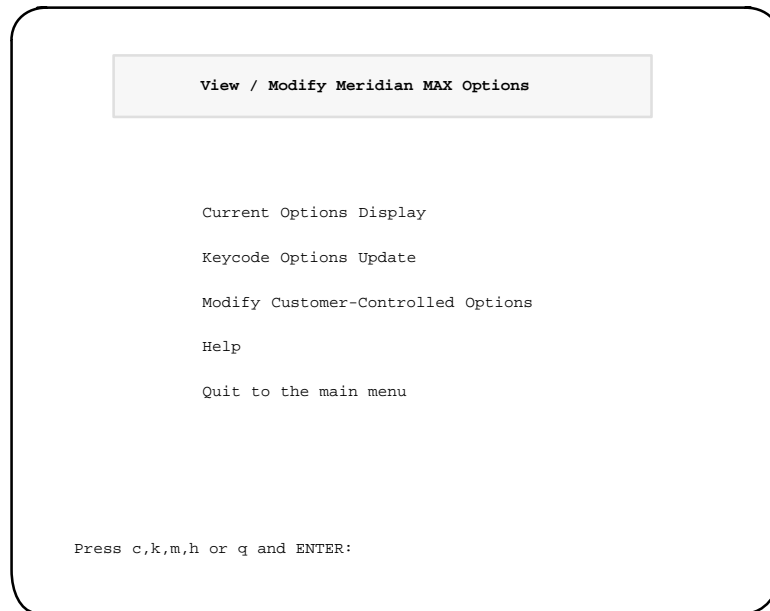 View / Modify Meridian MAX Options
Current Options Display
Keycode Options Update
Modify Customer-Controlled Options
Help
Quit to the main menu
Press c,k,m,h or q and ENTER: